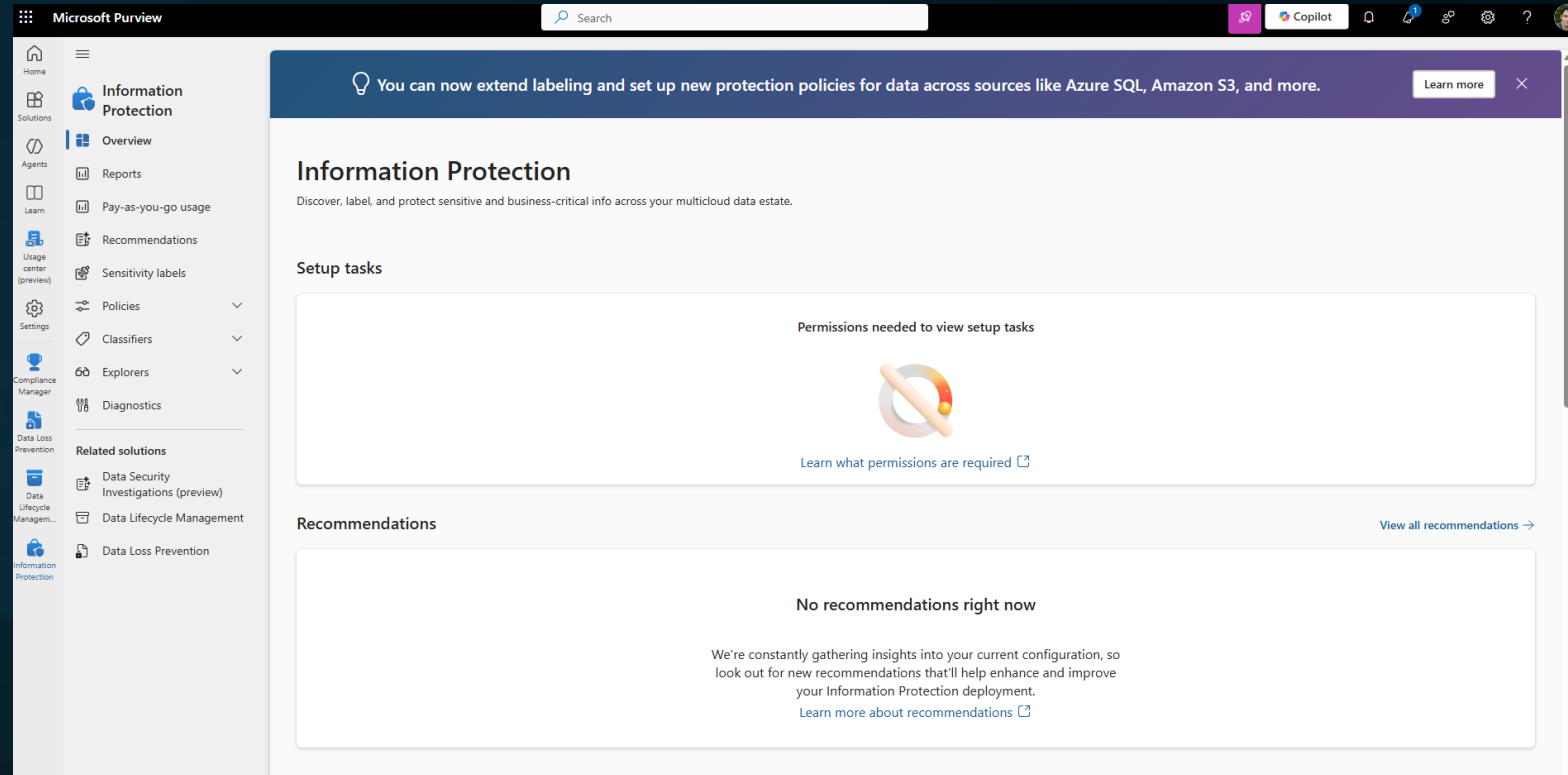 Microsoft Purview
Search
Copilot
1
Home
Solutions
Agents
Learn
Usage
center
(preview)
Settings
Compliance
Manager
Data Loss
Prevention
Data
Lifecycle
Managem...
Information
Protection
Information
Protection
Overview
Reports
Pay-as-you-go usage
Recommendations
Sensitivity labels
Policies
Classifiers
Explorers
Diagnostics
Related solutions
Data Security
Investigations (preview)
Data Lifecycle Management
Data Loss Prevention
You can now extend labeling and set up new protection policies for data across sources like Azure SQL, Amazon S3, and more.
Learn more
Information Protection
Discover, label, and protect sensitive and business-critical info across your multicloud data estate.
Setup tasks
Permissions needed to view setup tasks
Learn what permissions are required
Recommendations
View all recommendations
No recommendations right now
We're constantly gathering insights into your current configuration, so
look out for new recommendations that'll help enhance and improve
your Information Protection deployment.
Learn more about recommendations